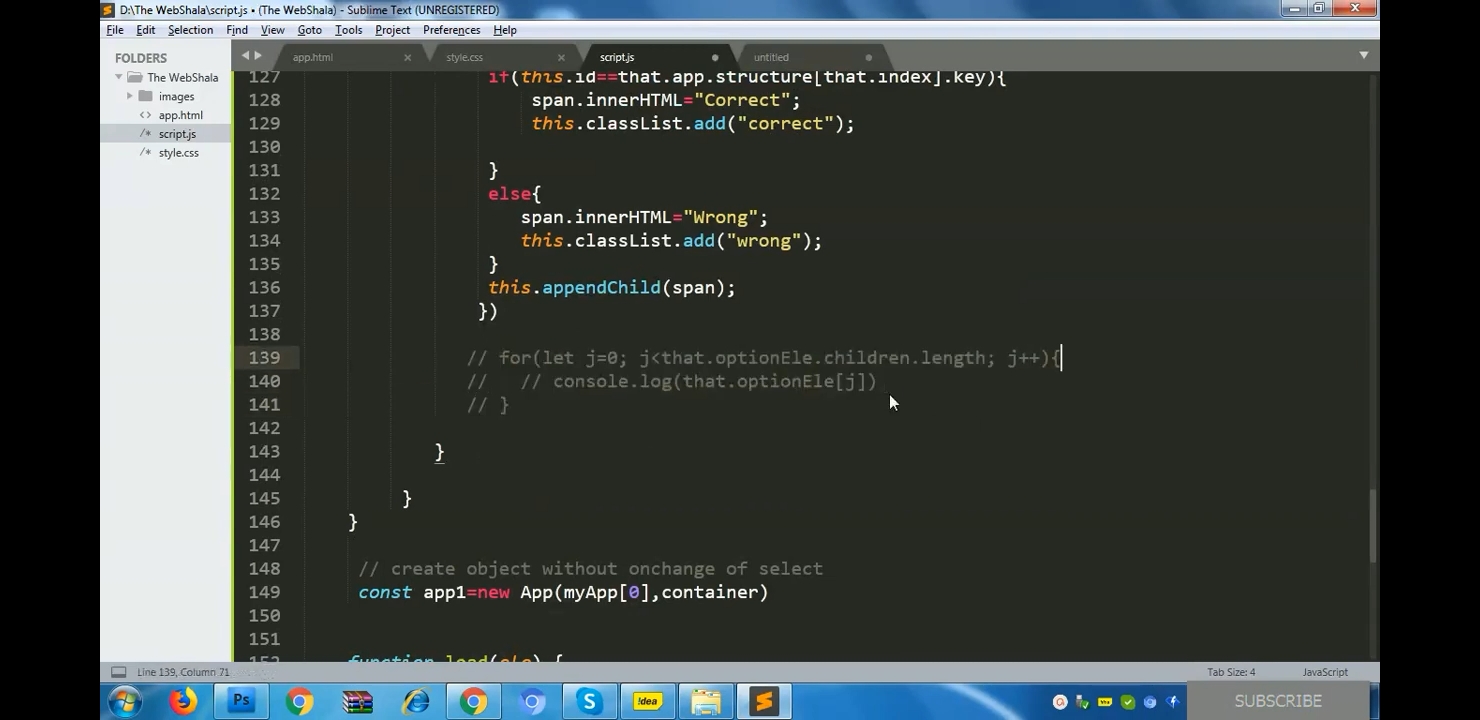 D:\The WebShala\script.js • (The WebShala) - Sublime Text (UNREGISTERED)
File Edit Selection Find View Goto Tools Project Preferences Help
FOLDERS
The WebShala
images
app.html
script.js
style.css
app.html style.css script.js untitled
127 if(this.id==that.app.structure[that.index].key){
128 span.innerHTML="Correct";
129 this.classList.add("correct");
130
131 }
132 else{
133 span.innerHTML="Wrong";
134 this.classList.add("wrong");
135 }
136 this.appendChild(span);
137 })
138
139 // for(let j=0; j<that.optionEle.children.length; j++){
140 // // console.log(that.optionEle[j])
141 // }
142
143 }
144
145 }
146 }
147
148 // create object without onchange of select
149 const app1=new App(myApp[0],container)
150
151
152 function load(ele) {
Line 139, Column 71 Tab Size: 4 JavaScript
Ps !dea SUBSCRIBE